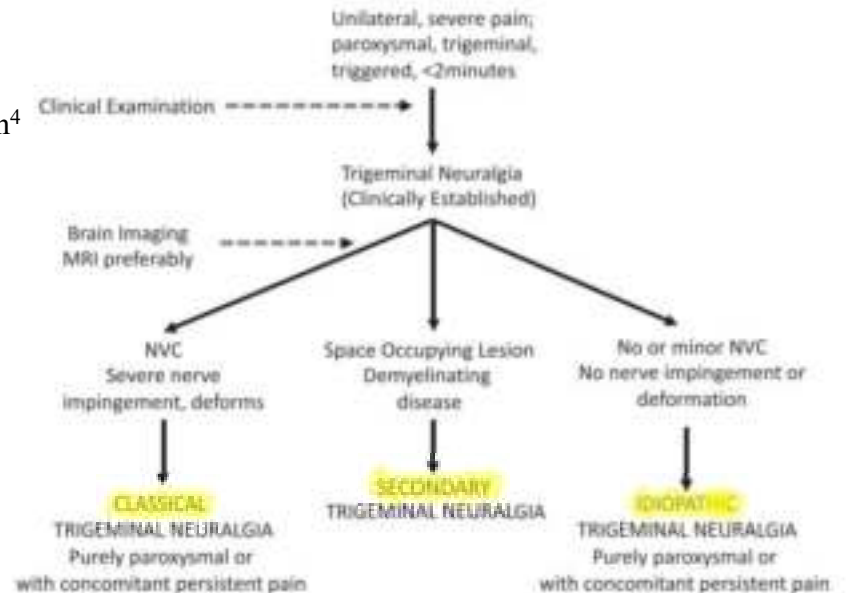 Unilateral, severe pain;
paroxysmal, trigeminal,
triggered, <2minutes
Clinical Examination
n⁴
Trigeminal Neuralgia
(Clinically Established)
Brain Imaging
MRI preferably
NVC
Severe nerve
impingement, deforms
Space Occupying Lesion
Demyelinating
disease
No or minor NVC
No nerve impingement or
deformation
CLASSICAL
TRIGEMINAL NEURALGIA
Purely paroxysmal or
with concomitant persistent pain
SECONDARY
TRIGEMINAL NEURALGIA
IDIOPATHIC
TRIGEMINAL NEURALGIA
Purely paroxysmal or
with concomitant persistent pain